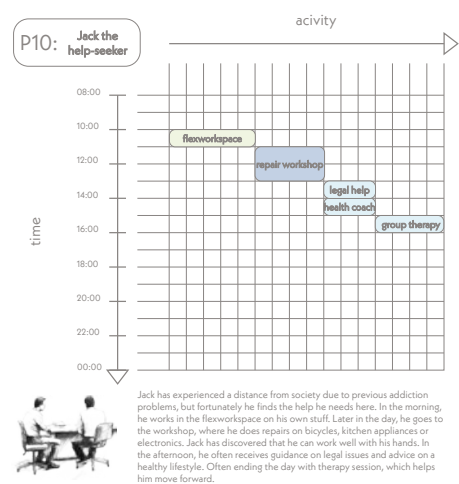 acivity
P10: Jack the
help-seeker
08:00
10:00
flexworkspace
12:00
repair workshop
legal help
14:00
health coach
group therapy
16:00
time
18:00
20:00
22:00
00:00
Jack has experienced a distance from society due to previous addiction
problems, but fortunately he finds the help he needs here. In the morning,
he works in the flexworkspace on his own stuff. Later in the day, he goes to
the workshop, where he does repairs on bicycles, kitchen appliances or
electronics. Jack has discovered that he can work well with his hands. In
the afternoon, he often receives guidance on legal issues and advice on a
healthy lifestyle. Often ending the day with therapy session, which helps
him move forward.